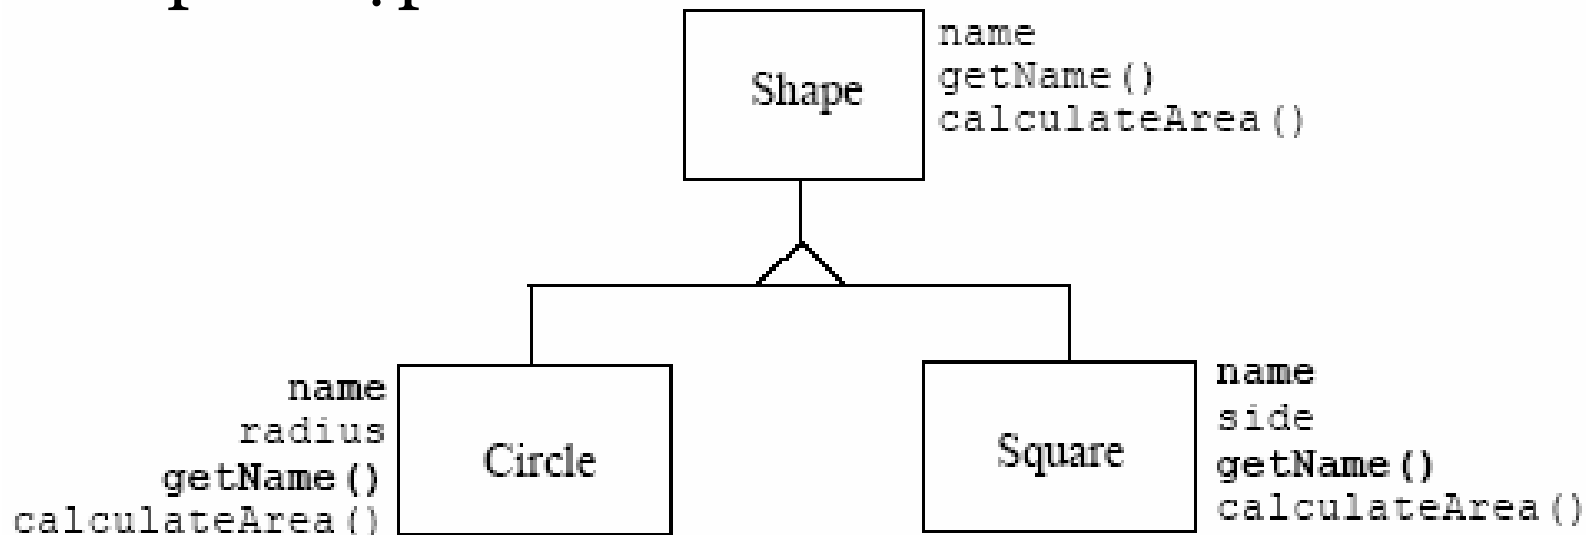 name
getName()
calculateArea()
Shape
name
radius
getName()
calculateArea()
Circle
Square
name
side
getName()
calculateArea()